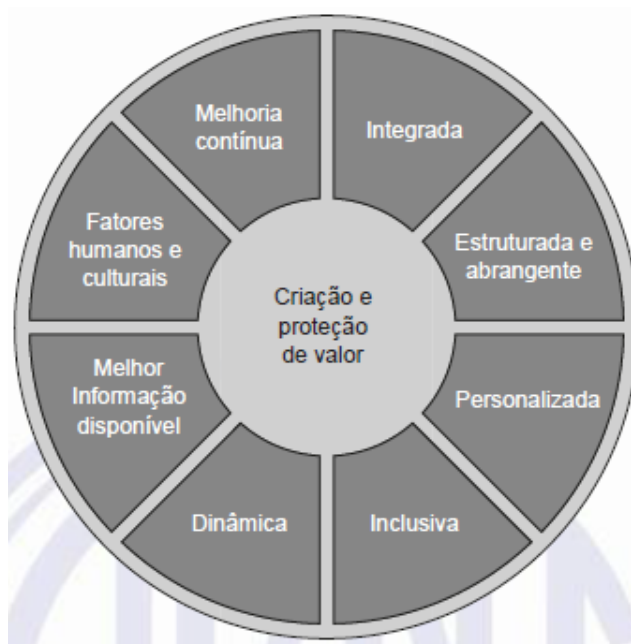 Melhoria
contínua
Integrada
Estruturada e
abrangente
Personalizada
Inclusiva
Dinâmica
Melhor
Informação
disponível
Fatores
humanos e
culturais
Criação e
proteção
de valor